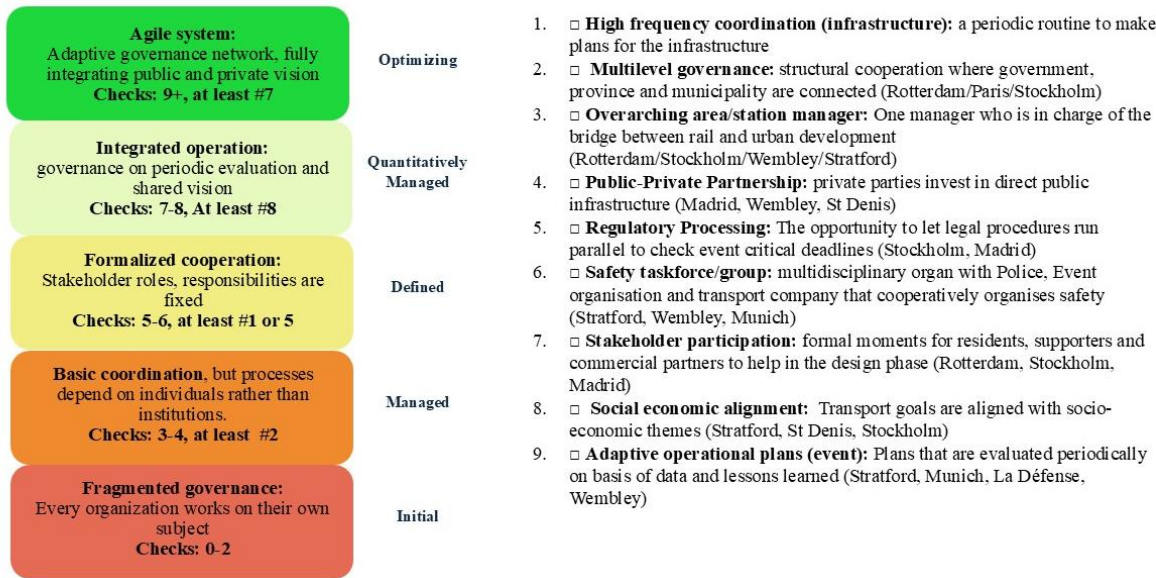 Agile system:
Adaptive governance network, fully
integrating public and private vision
Checks: 9+, at least #7
Optimizing
Integrated operation:
governance on periodic evaluation and
shared vision
Checks: 7-8, At least #8
Quantitatively
Managed
Formalized cooperation:
Stakeholder roles, responsibilities are
fixed
Checks: 5-6, at least #1 or 5
Defined
Basic coordination, but processes
depend on individuals rather than
institutions.
Checks: 3-4, at least #2
Managed
Fragmented governance:
Every organization works on their own
subject
Checks: 0-2
Initial
1. □ High frequency coordination (infrastructure): a periodic routine to make
plans for the infrastructure
2. □ Multilevel governance: structural cooperation where government,
province and municipality are connected (Rotterdam/Paris/Stockholm)
3. □ Overarching area/station manager: One manager who is in charge of the
bridge between rail and urban development
(Rotterdam/Stockholm/Wembley/Stratford)
4. □ Public-Private Partnership: private parties invest in direct public
infrastructure (Madrid, Wembley, St Denis)
5. □ Regulatory Processing: The opportunity to let legal procedures run
parallel to check event critical deadlines (Stockholm, Madrid)
6. □ Safety taskforce/group: multidisciplinary organ with Police, Event
organisation and transport company that cooperatively organises safety
(Stratford, Wembley, Munich)
7. □ Stakeholder participation: formal moments for residents, supporters and
commercial partners to help in the design phase (Rotterdam, Stockholm,
Madrid)
8. □ Social economic alignment: Transport goals are aligned with socio-
economic themes (Stratford, St Denis, Stockholm)
9. □ Adaptive operational plans (event): Plans that are evaluated periodically
on basis of data and lessons learned (Stratford, Munich, La Défense,
Wembley)